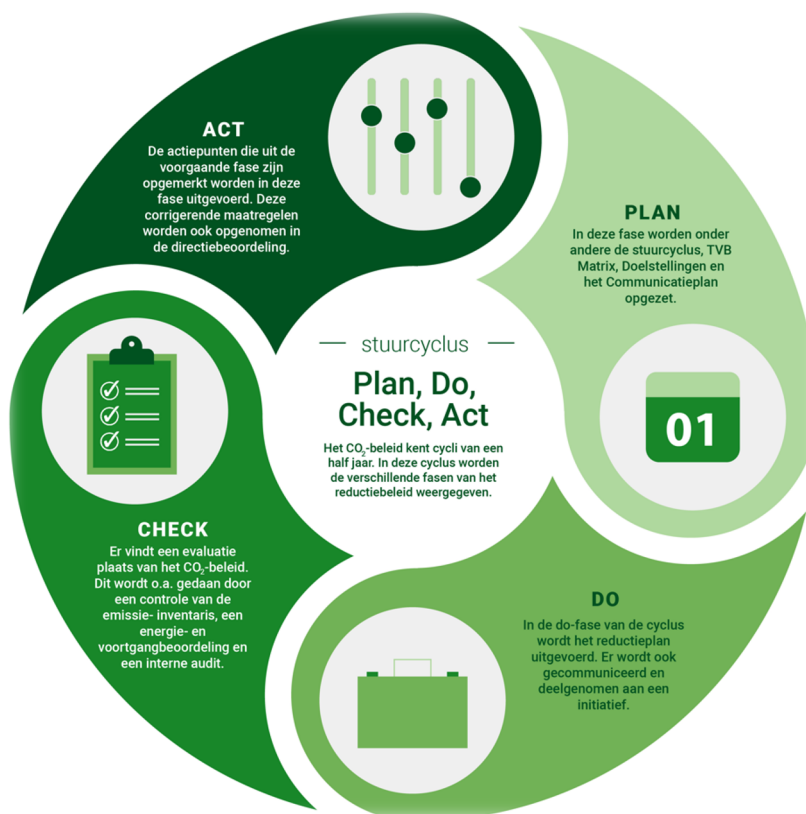 stuurcyclus
Plan, Do,
Check, Act
Het CO₂-beleid kent cycli van een
half jaar. In deze cyclus worden
de verschillende fasen van het
reductiebeleid weergegeven.
PLAN
In deze fase worden onder
andere de stuurcyclus, TVB
Matrix, Doelstellingen en
het Communicatieplan
opgezet.
01
DO
In de do-fase van de cyclus
wordt het reductieplan
uitgevoerd. Er wordt ook
gecommuniceerd en
deelgenomen aan een
initiatief.
CHECK
Er vindt een evaluatie
plaats van het CO₂-beleid.
Dit wordt o.a. gedaan door
een controle van de
emissie- inventaris, een
energie- en
voortgangbeoordeling en
een interne audit.
ACT
De actiepunten die uit de
voorgaande fase zijn
opgemerkt worden in deze
fase uitgevoerd. Deze
corrigerende maatregelen
worden ook opgenomen in
de directiebeoordeling.